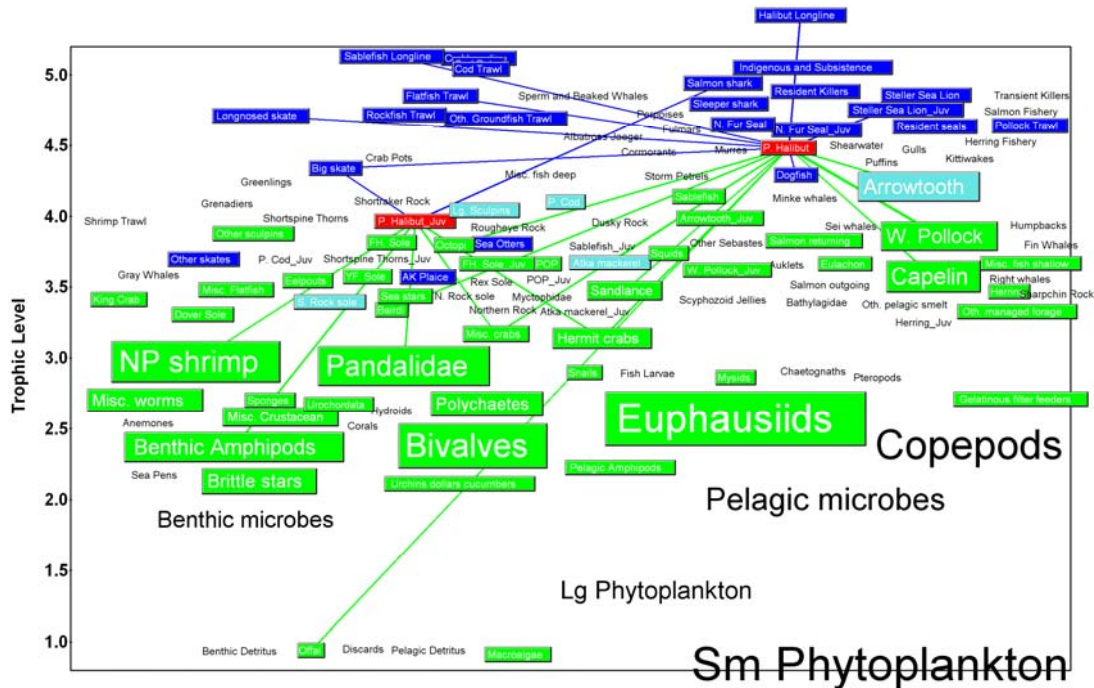 Halibut Longline
Sablefish Longline
Cod Trawl
Indigenous and Subsistence
5.0
Salmon shark
Sperm and Beaked Whales
Resident Killers
Steller Sea Lion
Transient Killers
Flatfish Trawl
Sleeper shark
Steller Sea Lion_Juv
Salmon Fishery
Longnosed skate
Rockfish Trawl
Oth. Groundfish Trawl
Porpoises
Fulmars
N. Fur Seal
N. Fur Seal_Juv
Resident seals
Pollock Trawl
4.5
Albatross Jaeger
Murres
P. Halibut
Shearwater
Gulls
Herring Fishery
Crab Pots
Cormorants
Puffins
Kittiwakes
Big skate
Misc. fish deep
Storm Petrels
Dogfish
Arrowtooth
Greenlings
Shortraker Rock
Sablefish
Minke whales
Grenadiers
Lg. Sculpins
P. Cod
4.0
Shrimp Trawl
Shortspine Thorns
P. Halibut_Juv
Rougheye Rock
Dusky Rock
Arrowtooth_Juv
Sei whales
Humpbacks
Other sculpins
FH. Sole
Octopi
Sea Otters
Sablefish_Juv
Other Sebastes
Salmon returning
W. Pollock
Fin Whales
Other skates
P. Cod_Juv
Shortspine Thorns_Juv
FH. Sole_Juv
POP
Atka mackerel
Squids
W. Pollock_Juv
Auklets
Eulachon
Misc. fish shallow
Gray Whales
Eelpouts
YF. Sole
AK Plaice
Rex Sole
POP_Juv
Salmon outgoing
Capelin
Right whales
3.5
King Crab
Misc. Flatfish
S. Rock sole
Sea stars
N. Rock sole
Myctophidae
Sandlance
Scyphozoid Jellies
Bathylagidae
Oth. pelagic smelt
Herring
Sharpchin Rock
Dover Sole
Bairdi
Northern Rock
Atka mackerel_Juv
Herring_Juv
Oth. managed forage
Misc. crabs
Hermit crabs
3.0
NP shrimp
Pandalidae
Snails
Fish Larvae
Mysids
Chaetognaths
Pteropods
Misc. worms
Sponges
Urochordata
Hydroids
Polychaetes
Euphausiids
Gelatinous filter feeders
Anemones
Misc. Crustacean
Corals
2.5
Benthic Amphipods
Bivalves
Copepods
Sea Pens
Brittle stars
Urchins dollars cucumbers
Pelagic Amphipods
2.0
Benthic microbes
Pelagic microbes
1.5
Lg Phytoplankton
1.0
Benthic Detritus
Offal
Discards
Pelagic Detritus
Macroalgae
Sm Phytoplankton
Trophic Level